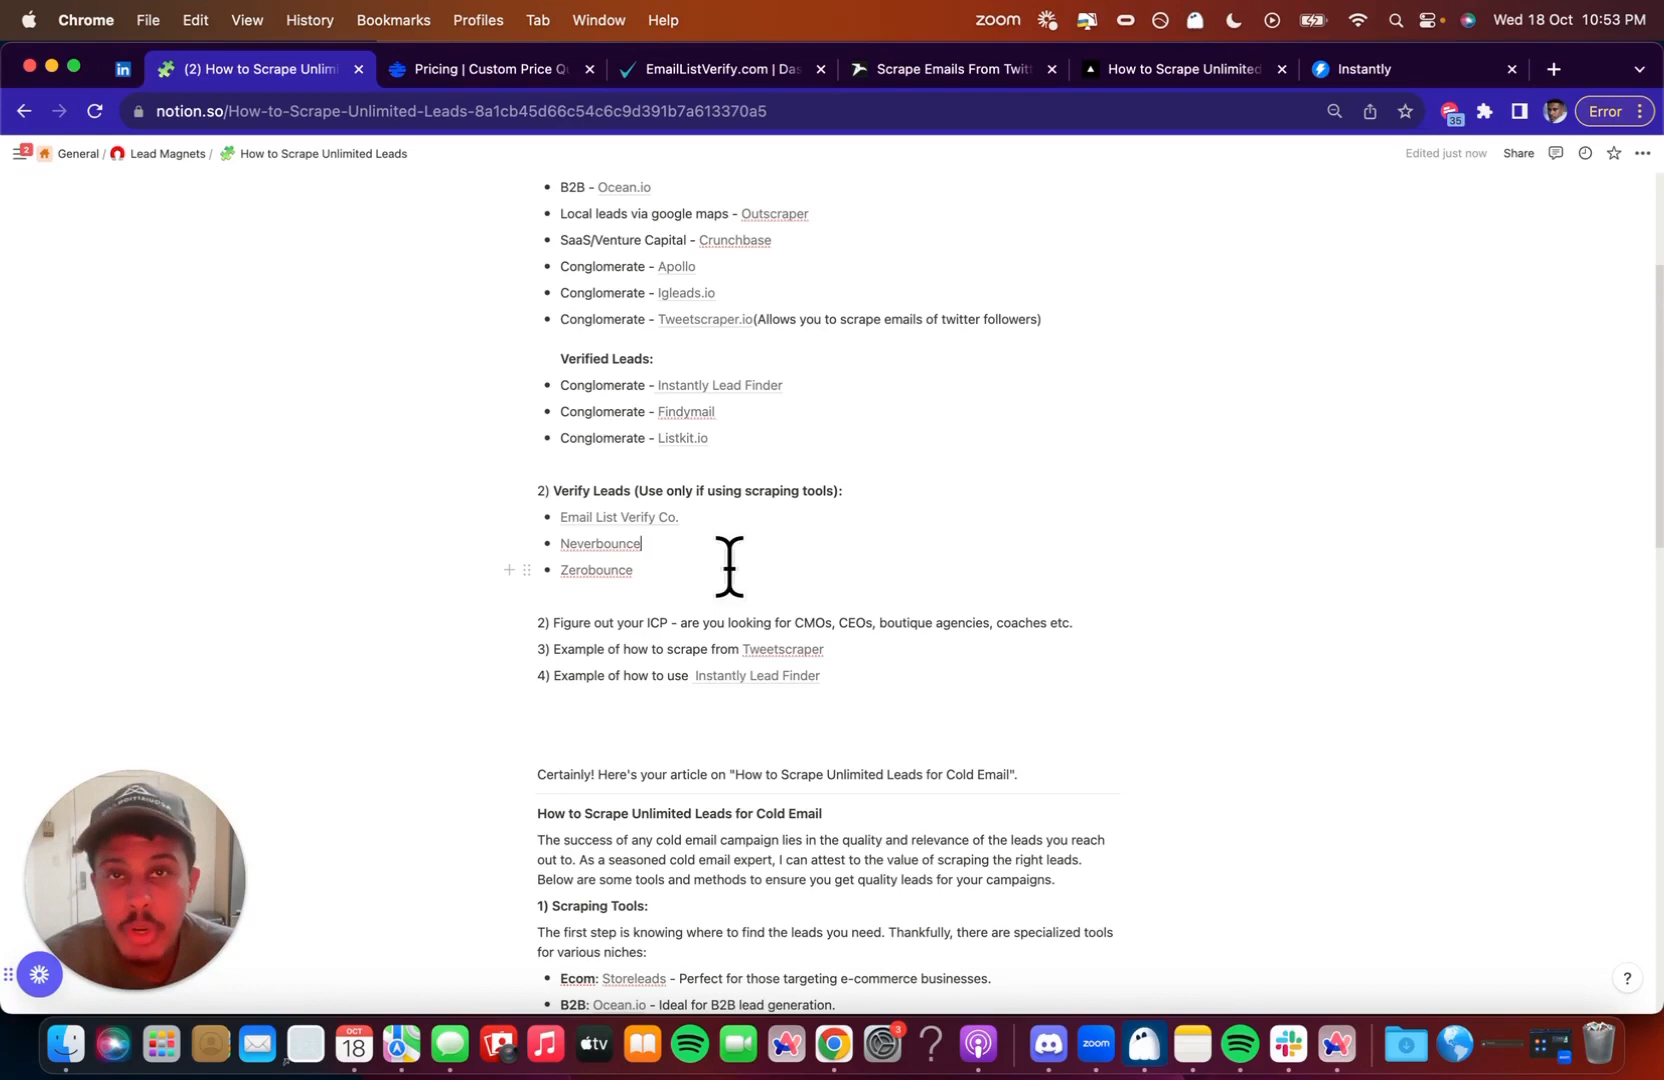 Chrome File Edit View History Bookmarks Profiles Tab Window Help zoom Wed 18 Oct 10:53 PM
(2) How to Scrape Unlimi
Pricing | Custom Price Q
EmailListVerify.com | Das
Scrape Emails From Twit
How to Scrape Unlimited
Instantly
notion.so/How-to-Scrape-Unlimited-Leads-8a1cb45d66c54c6c9d391b7a613370a5
35
Error
2 General / Lead Magnets / How to Scrape Unlimited Leads
Edited just now Share
• B2B - Ocean.io
• Local leads via google maps - Outscraper
• SaaS/Venture Capital - Crunchbase
• Conglomerate - Apollo
• Conglomerate - Igleads.io
• Conglomerate - Tweetscraper.io(Allows you to scrape emails of twitter followers)
Verified Leads:
• Conglomerate - Instantly Lead Finder
• Conglomerate - Findymail
• Conglomerate - Listkit.io
2) Verify Leads (Use only if using scraping tools):
• Email List Verify Co.
• Neverbounce
• Zerobounce
2) Figure out your ICP - are you looking for CMOs, CEOs, boutique agencies, coaches etc.
3) Example of how to scrape from Tweetscraper
4) Example of how to use Instantly Lead Finder
Certainly! Here's your article on "How to Scrape Unlimited Leads for Cold Email".
How to Scrape Unlimited Leads for Cold Email
The success of any cold email campaign lies in the quality and relevance of the leads you reach
out to. As a seasoned cold email expert, I can attest to the value of scraping the right leads.
Below are some tools and methods to ensure you get quality leads for your campaigns.
1) Scraping Tools:
The first step is knowing where to find the leads you need. Thankfully, there are specialized tools
for various niches:
• Ecom: Storeleads - Perfect for those targeting e-commerce businesses.
• B2B: Ocean.io - Ideal for B2B lead generation.
?
OCT
18
tv
3
?
zoom